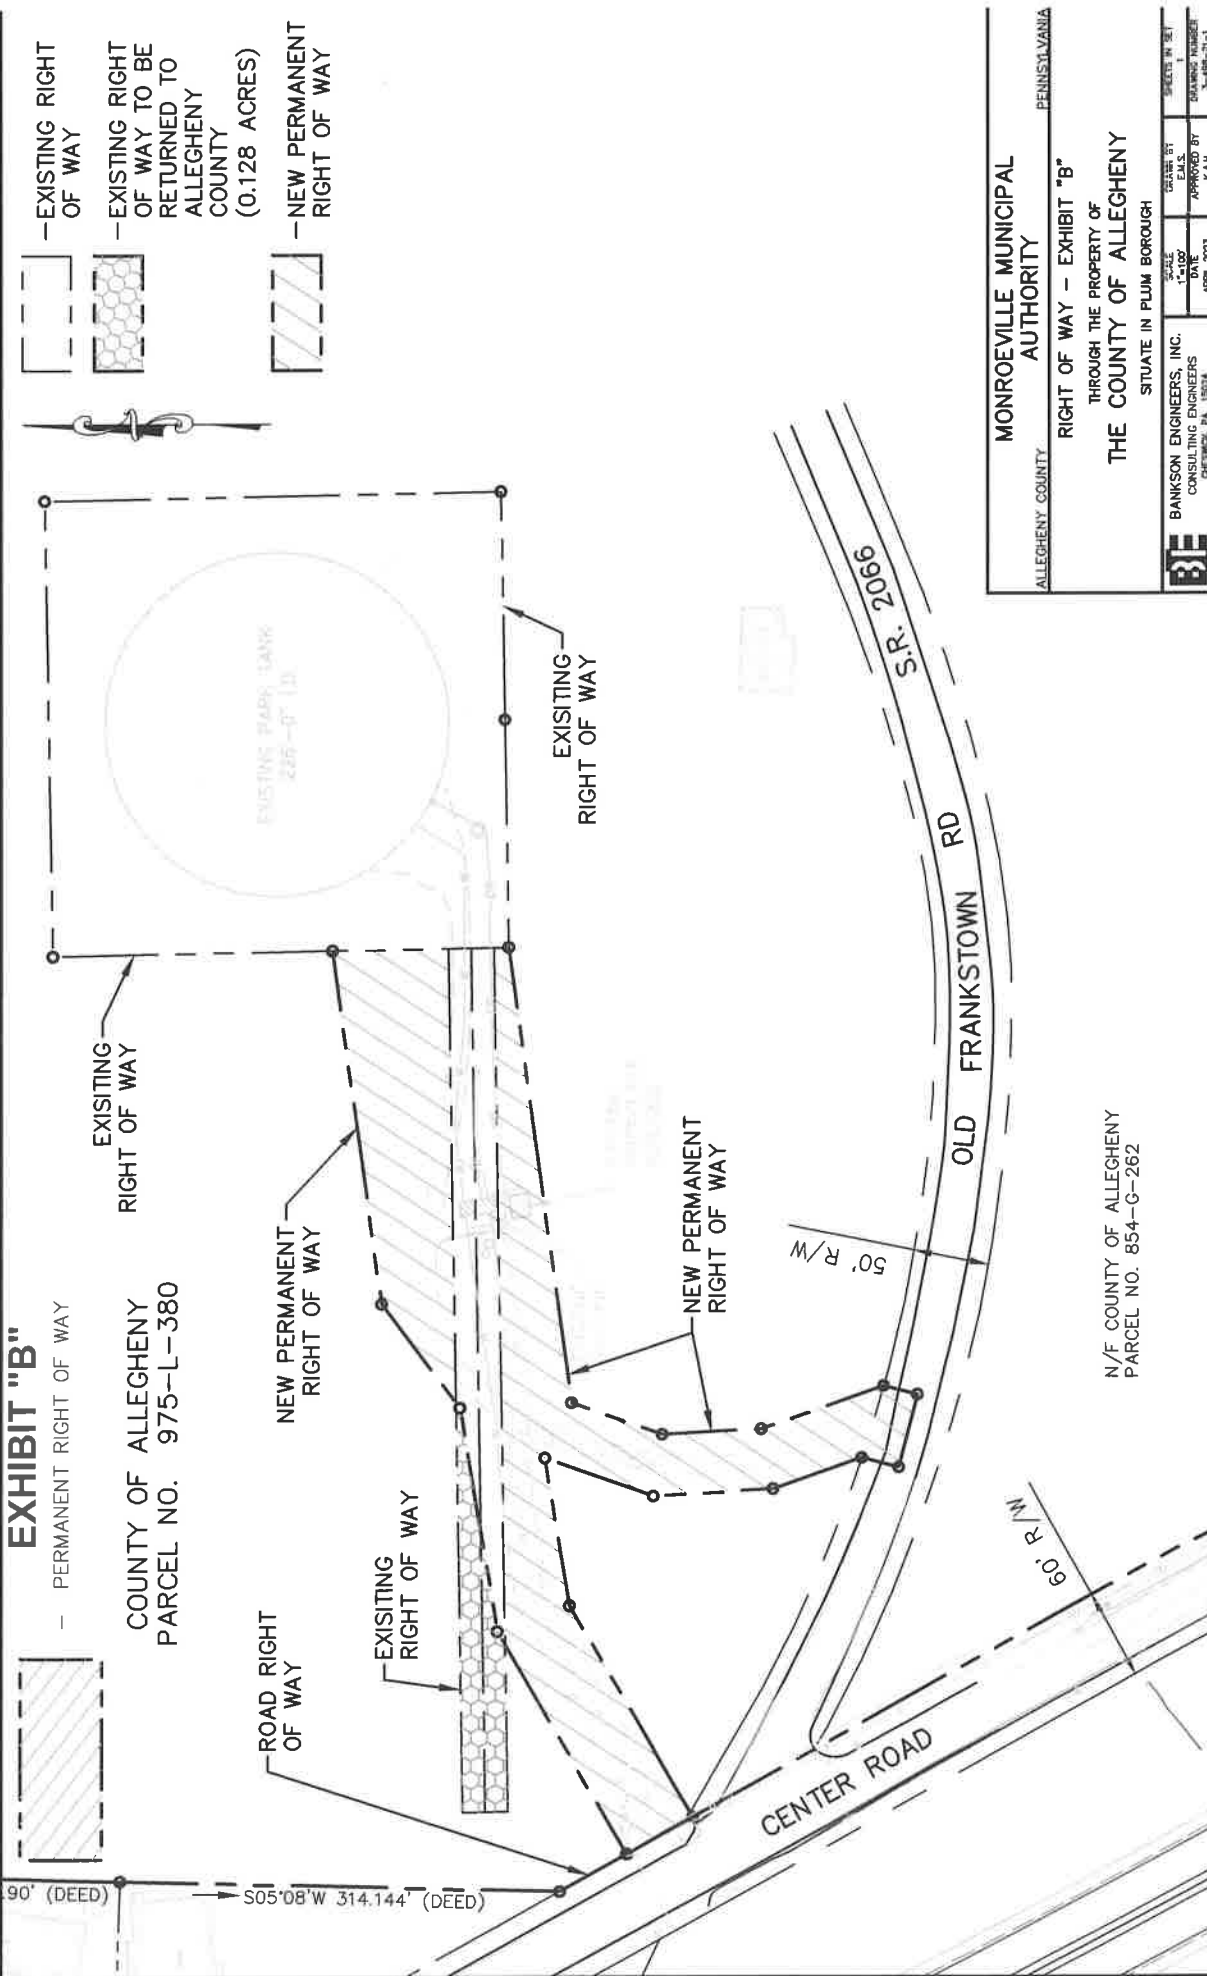 EXHIBIT "B"
— PERMANENT RIGHT OF WAY
COUNTY OF ALLEGHENY
PARCEL NO. 975-L-380
—EXISTING RIGHT
OF WAY
—EXISTING RIGHT
OF WAY TO BE
RETURNED TO
ALLEGHENY
COUNTY
(0.128 ACRES)
—NEW PERMANENT
RIGHT OF WAY
EXISITING
RIGHT OF WAY
NEW PERMANENT
RIGHT OF WAY
EXISTING PARK TANK
226'-0" I.D.
EXISITING
RIGHT OF WAY
ROAD RIGHT
OF WAY
EXISITING
RIGHT OF WAY
NEW PERMANENT
RIGHT OF WAY
.90' (DEED)
S05°08'W 314.144' (DEED)
50' R/W
OLD FRANKSTOWN RD
S.R. 2066
CENTER ROAD
60' R/W
N/F COUNTY OF ALLEGHENY
PARCEL NO. 854-G-262
MONROEVILLE MUNICIPAL
AUTHORITY
ALLEGHENY COUNTY PENNSYLVANIA
RIGHT OF WAY - EXHIBIT "B"
THROUGH THE PROPERTY OF
THE COUNTY OF ALLEGHENY
SITUATE IN PLUM BOROUGH
BANKSON ENGINEERS, INC.
CONSULTING ENGINEERS
SCALE
1"=100'
DATE
DRAWN BY
E.M.S.
APPROVED BY
SHEETS IN SET
1
DRAWING NUMBER